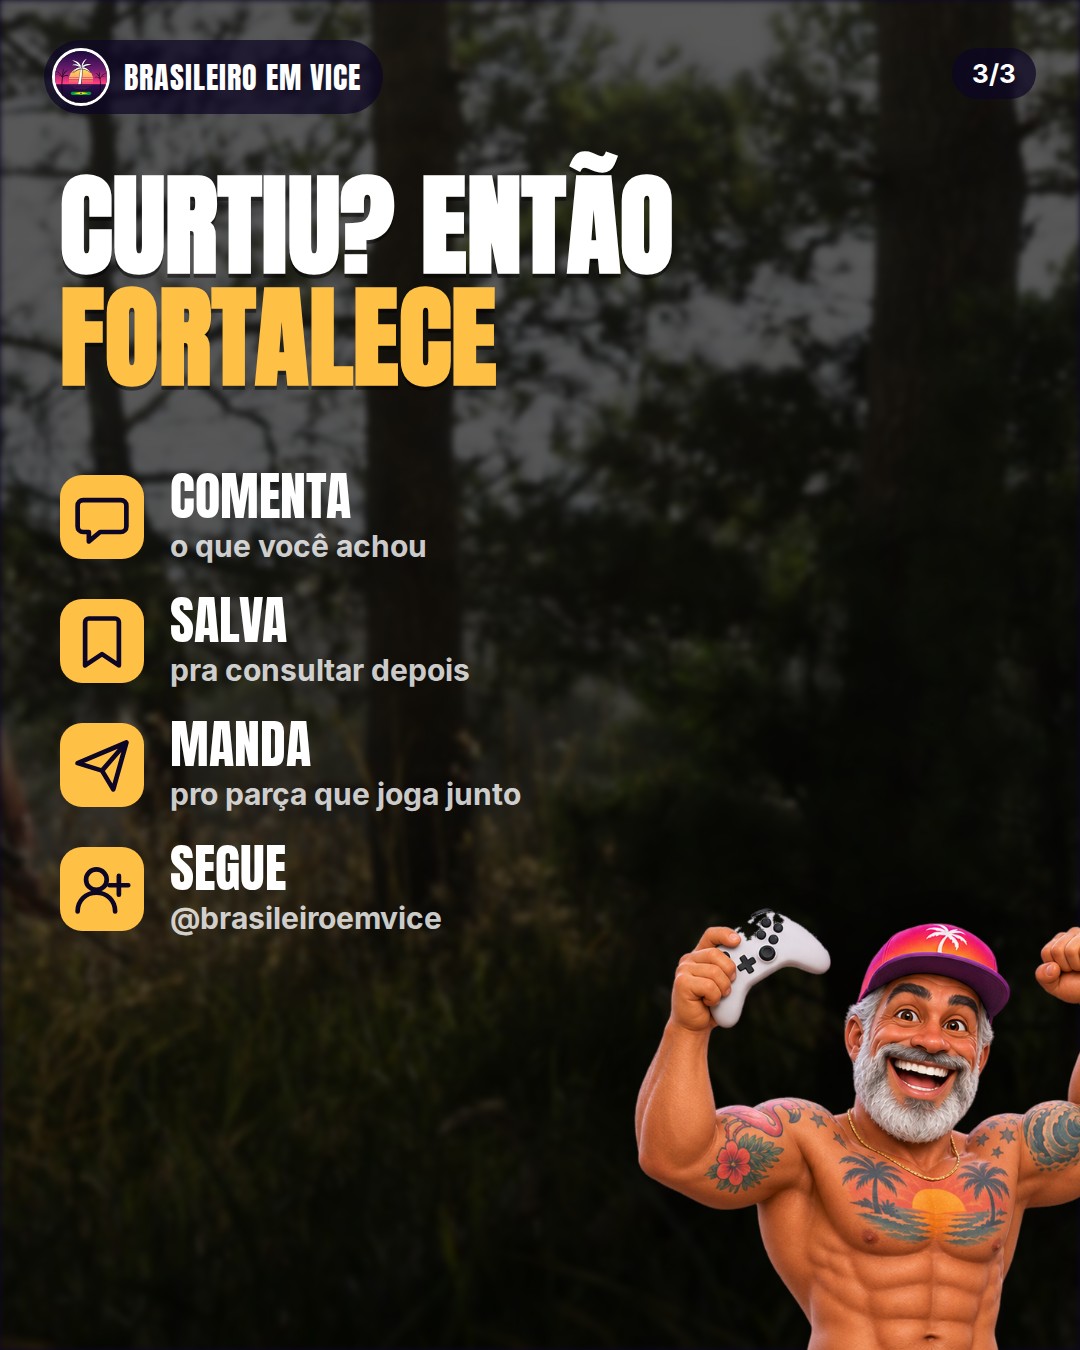 BRASILEIRO EM VICE
3/3
CURTIU? ENTÃO
FORTALECE
COMENTA
o que você achou
SALVA
pra consultar depois
MANDA
pro parça que joga junto
SEGUE
@brasileiroemvice